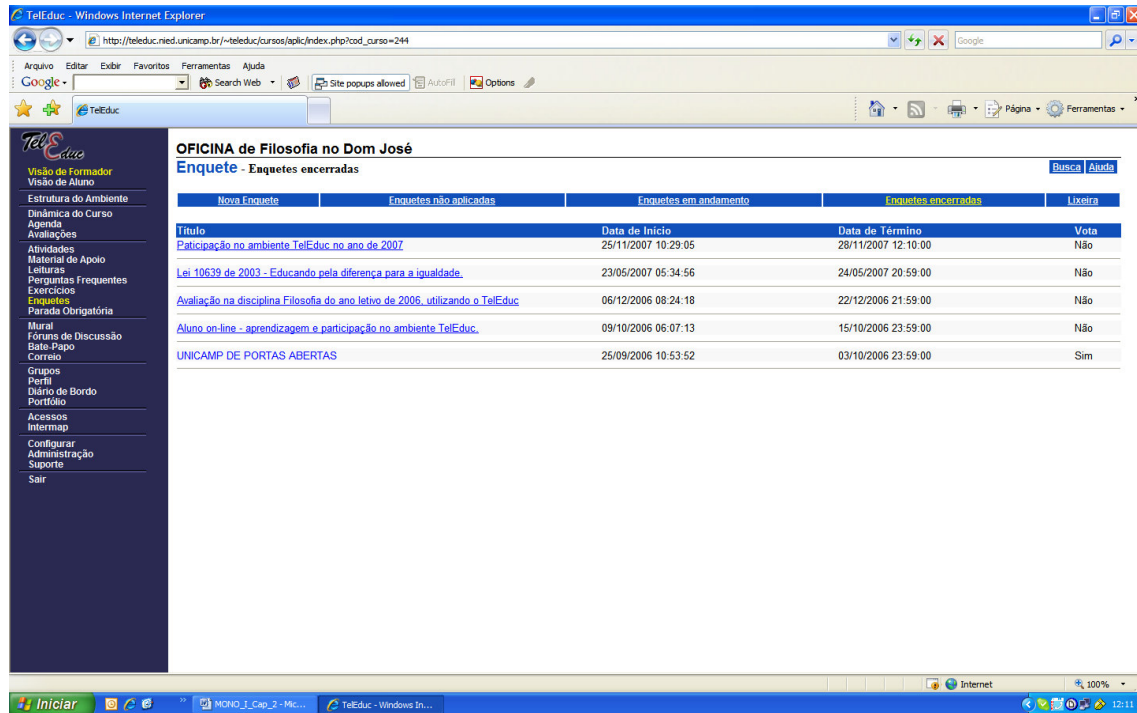 TelEduc - Windows Internet Explorer
http://teleduc.nied.unicamp.br/~teleduc/cursos/aplic/index.php?cod_curso=244
Google
Arquivo Editar Exibir Favoritos Ferramentas Ajuda
Google Search Web Site popups allowed AutoFill Options
TelEduc Página Ferramentas
TelEduc
Visão de Formador
Visão de Aluno
Estrutura do Ambiente
Dinâmica do Curso
Agenda
Avaliações
Atividades
Material de Apoio
Leituras
Perguntas Frequentes
Exercícios
Enquetes
Parada Obrigatória
Mural
Fóruns de Discussão
Bate-Papo
Correio
Grupos
Perfil
Diário de Bordo
Portfólio
Acessos
Intermap
Configurar
Administração
Suporte
Sair
OFICINA de Filosofia no Dom José
Enquete - Enquetes encerradas Busca Ajuda
Nova Enquete Enquetes não aplicadas Enquetes em andamento Enquetes encerradas Lixeira
Título Data de Início Data de Término Vota
Paticipação no ambiente TelEduc no ano de 2007 25/11/2007 10:29:05 28/11/2007 12:10:00 Não
Lei 10639 de 2003 - Educando pela diferença para a igualdade. 23/05/2007 05:34:56 24/05/2007 20:59:00 Não
Avaliação na disciplina Filosofia do ano letivo de 2006, utilizando o TelEduc 06/12/2006 08:24:18 22/12/2006 21:59:00 Não
Aluno on-line - aprendizagem e participação no ambiente TelEduc. 09/10/2006 06:07:13 15/10/2006 23:59:00 Não
UNICAMP DE PORTAS ABERTAS 25/09/2006 10:53:52 03/10/2006 23:59:00 Sim
Internet 100%
Iniciar MONO_I_Cap_2 - Mic... TelEduc - Windows In... 12:11